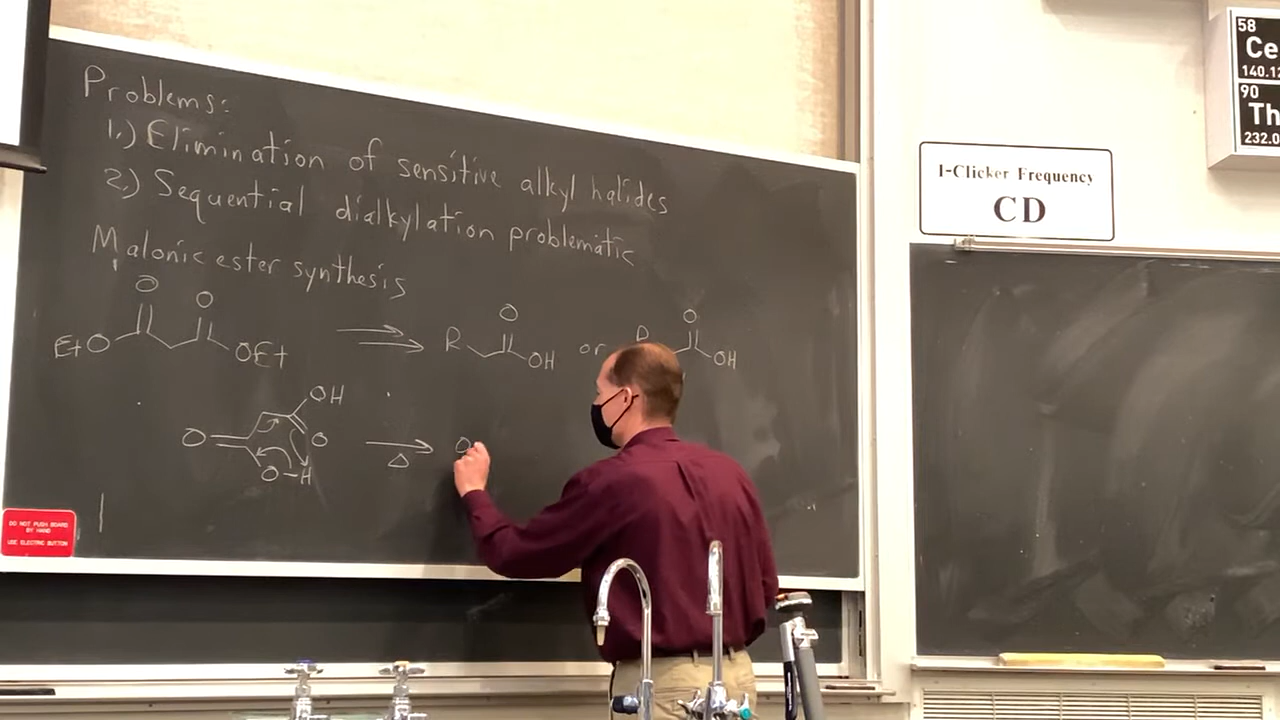 Problems:
1.) Elimination of sensitive alkyl halides
2.) Sequential dialkylation problematic
Malonic ester synthesis
O O O O
EtO OEt R OH or R OH
OH
O O
O-H
Δ
O
DO NOT PUSH BOARD
BY HAND
USE ELECTRIC BUTTON
I-Clicker Frequency
CD
58
Ce
140.12
90
Th
232.0